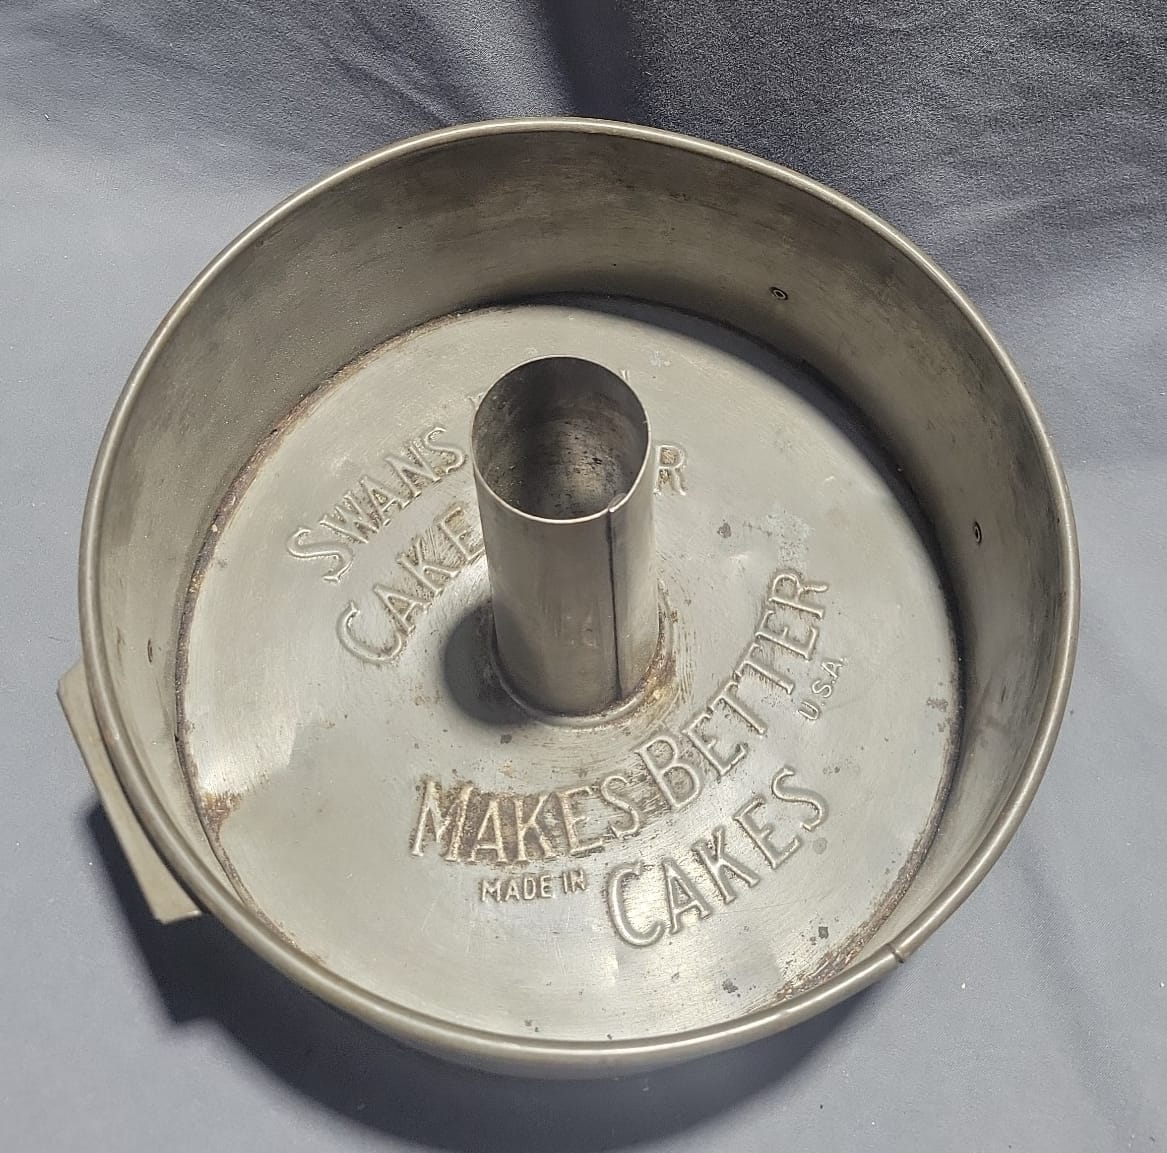 SWANS
CAKE
MAKES BETTER
CAKES
MADE IN U.S.A.